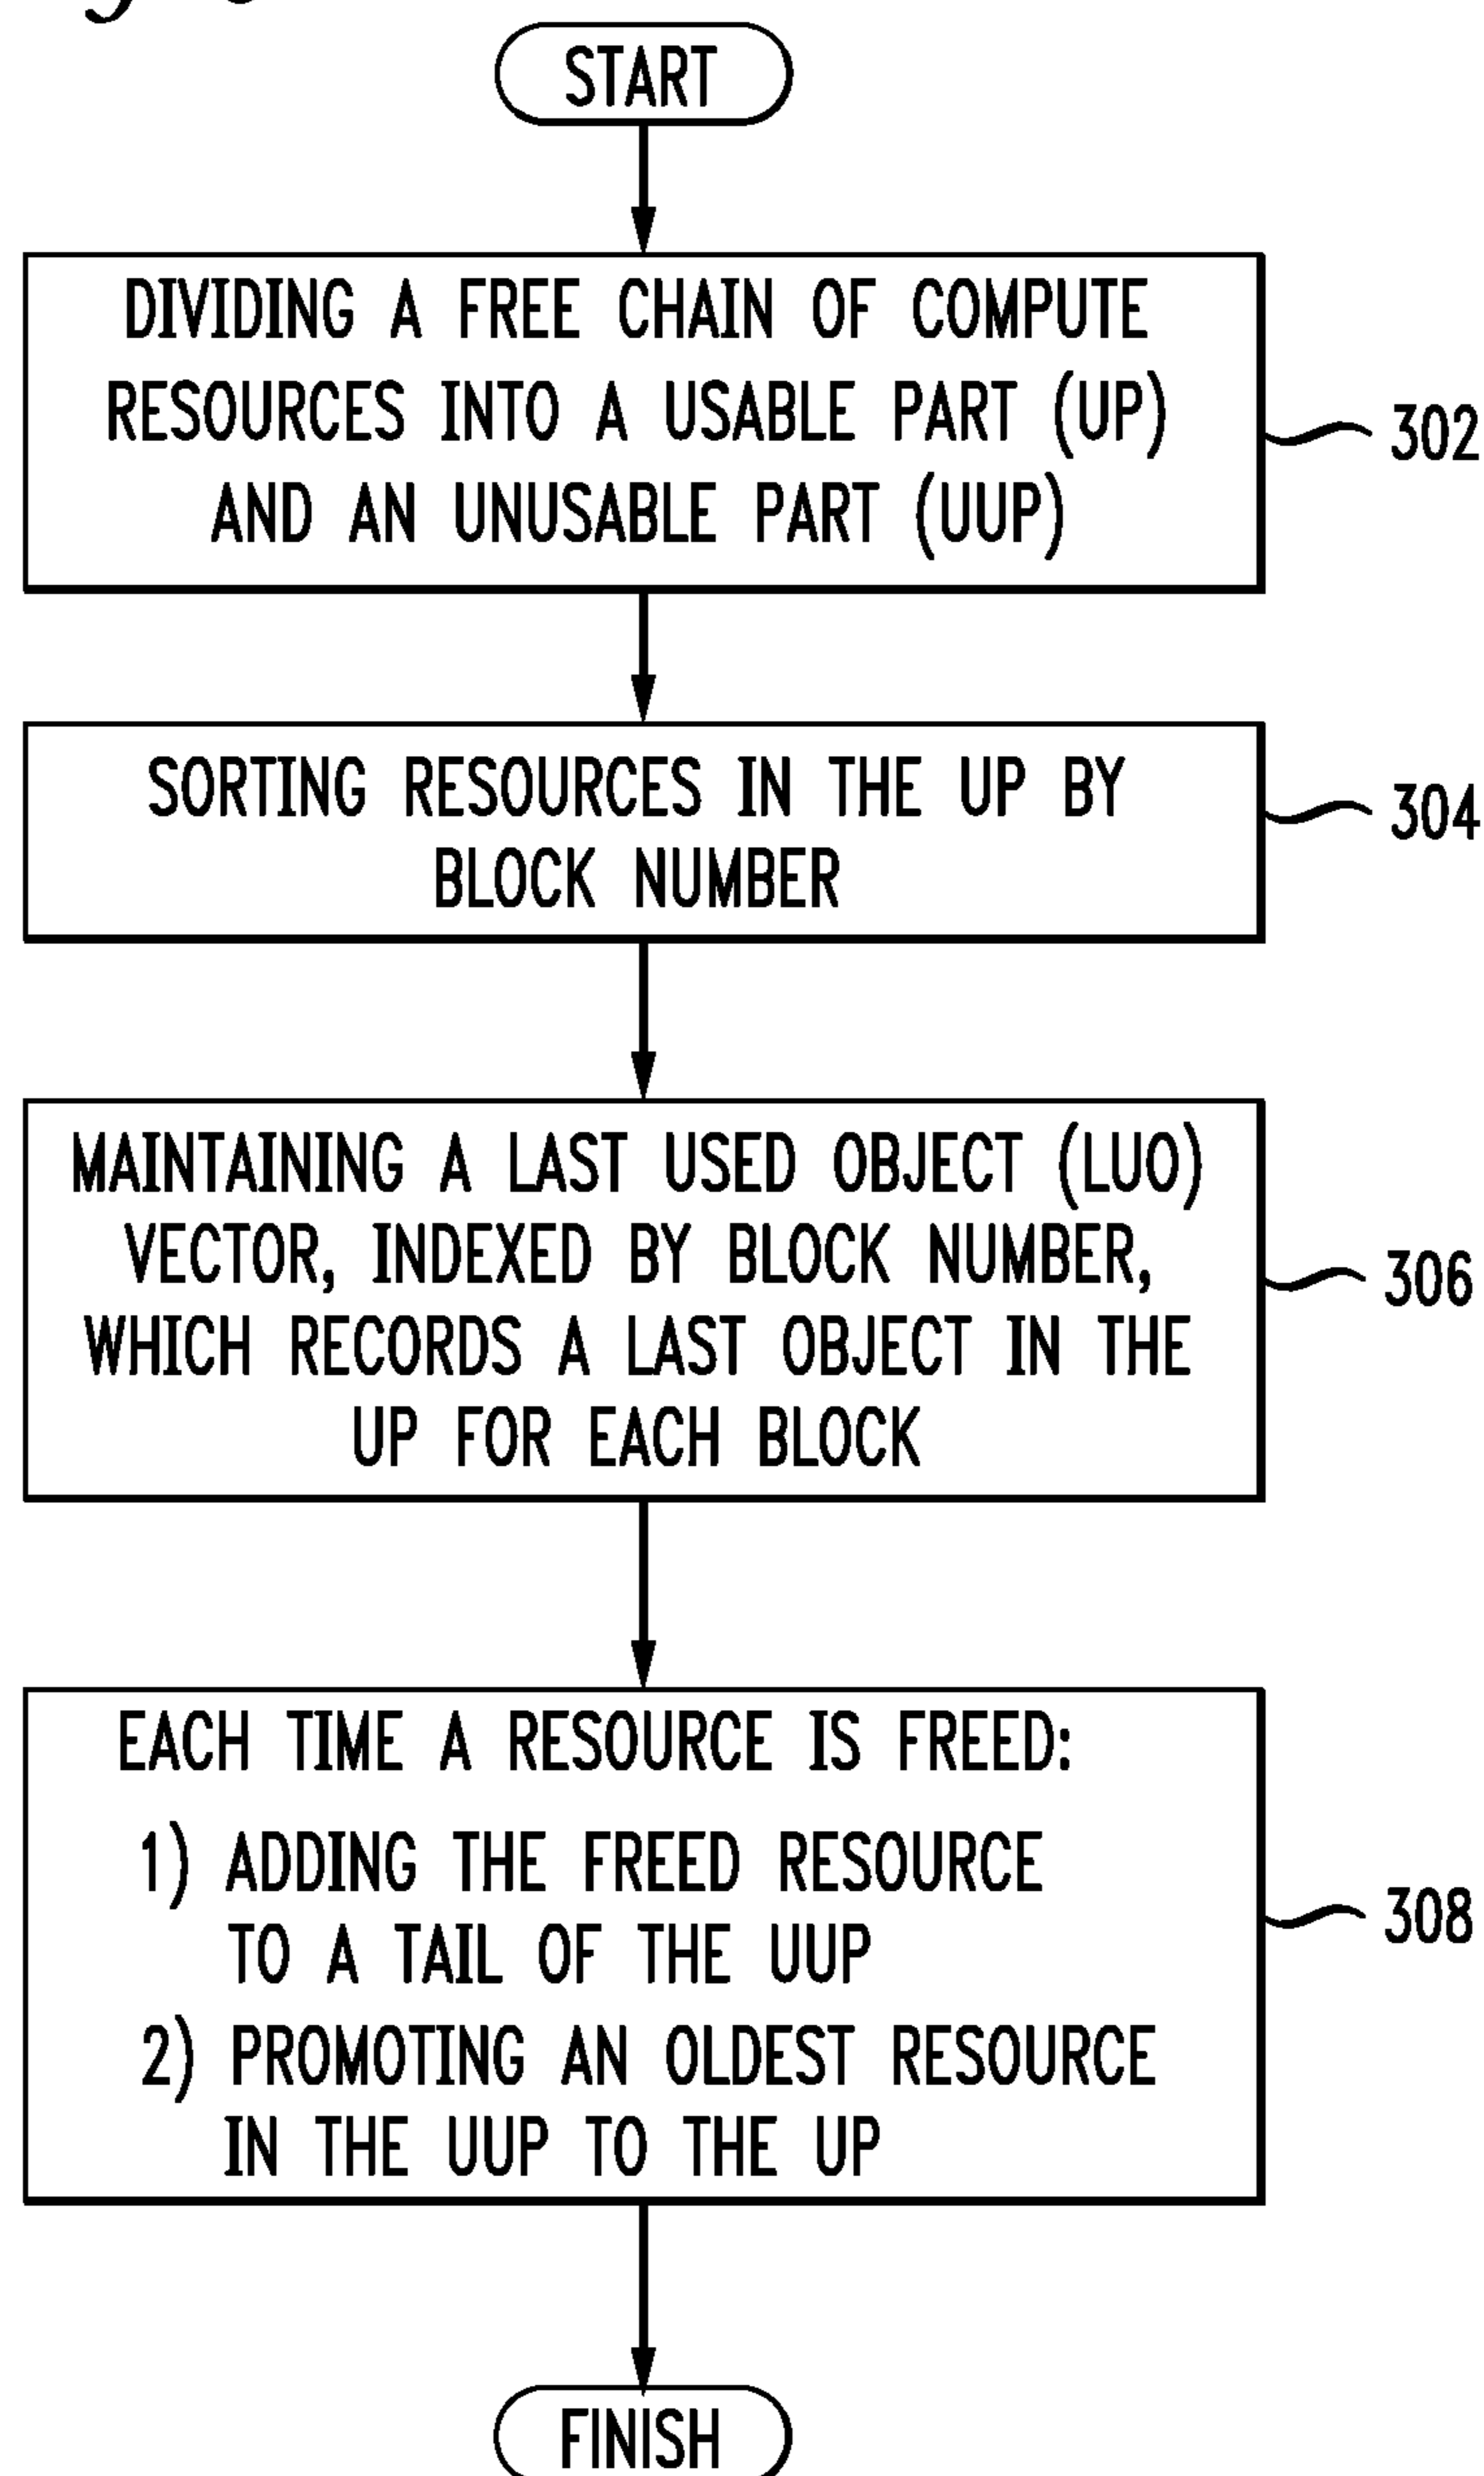 START
DIVIDING A FREE CHAIN OF COMPUTE
RESOURCES INTO A USABLE PART (UP)
AND AN UNUSABLE PART (UUP)
302
SORTING RESOURCES IN THE UP BY
BLOCK NUMBER
304
MAINTAINING A LAST USED OBJECT (LUO)
VECTOR, INDEXED BY BLOCK NUMBER,
WHICH RECORDS A LAST OBJECT IN THE
UP FOR EACH BLOCK
306
EACH TIME A RESOURCE IS FREED:
1) ADDING THE FREED RESOURCE
TO A TAIL OF THE UUP
2) PROMOTING AN OLDEST RESOURCE
IN THE UUP TO THE UP
308
FINISH